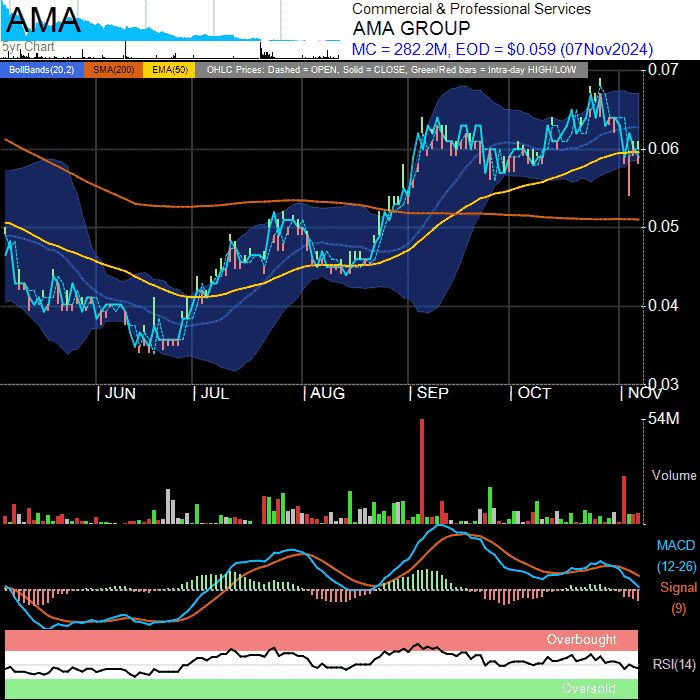 AMA
5yr Chart
Commercial & Professional Services
AMA GROUP
MC = 282.2M, EOD = $0.059 (07Nov2024)
BollBands(20,2) SMA(200) EMA(50) OHLC Prices: Dashed = OPEN, Solid = CLOSE, Green/Red bars = Intra-day HIGH/LOW
0.07
0.06
0.05
0.04
0.03
JUN JUL AUG SEP OCT NOV
54M
Volume
MACD
(12-26)
Signal
(9)
Overbought
RSI(14)
Oversold